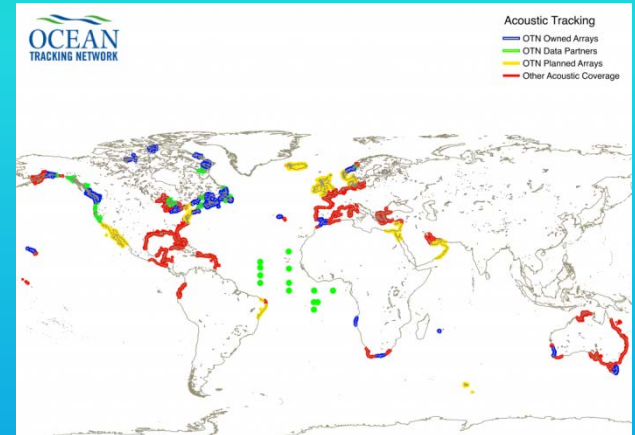 OCEAN
TRACKING NETWORK
Acoustic Tracking
OTN Owned Arrays
OTN Data Partners
OTN Planned Arrays
Other Acoustic Coverage